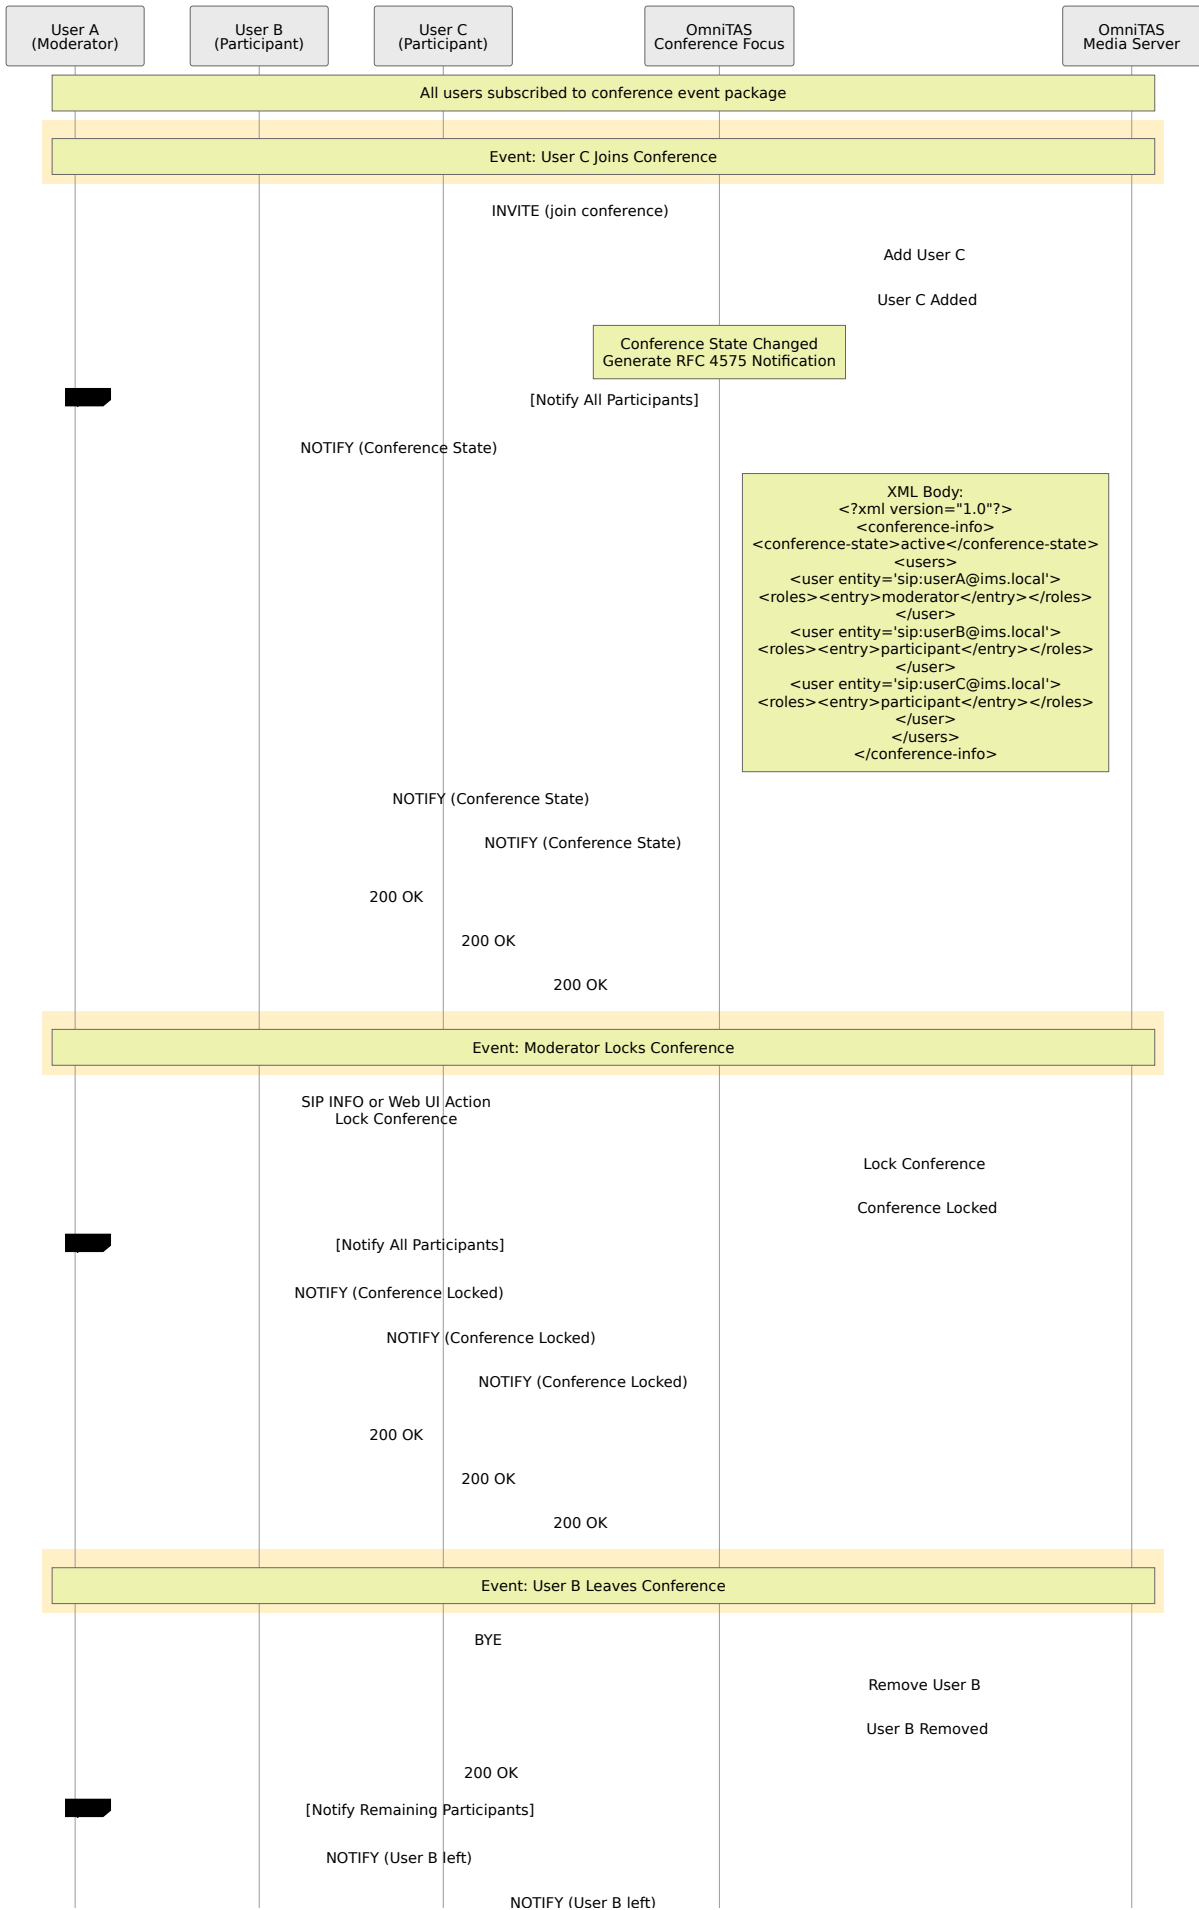 User A
(Moderator)
User B
(Participant)
User C
(Participant)
OmniTAS
Conference Focus
OmniTAS
Media Server
All users subscribed to conference event package
Event: User C Joins Conference
INVITE (join conference)
Add User C
User C Added
Conference State Changed
Generate RFC 4575 Notification
[Notify All Participants]
NOTIFY (Conference State)
XML Body:
<?xml version="1.0"?>
<conference-info>
<conference-state>active</conference-state>
<users>
<user entity='sip:userA@ims.local'>
<roles><entry>moderator</entry></roles>
</user>
<user entity='sip:userB@ims.local'>
<roles><entry>participant</entry></roles>
</user>
<user entity='sip:userC@ims.local'>
<roles><entry>participant</entry></roles>
</user>
</users>
</conference-info>
NOTIFY (Conference State)
NOTIFY (Conference State)
200 OK
200 OK
200 OK
Event: Moderator Locks Conference
SIP INFO or Web UI Action
Lock Conference
Lock Conference
Conference Locked
[Notify All Participants]
NOTIFY (Conference Locked)
NOTIFY (Conference Locked)
NOTIFY (Conference Locked)
200 OK
200 OK
200 OK
Event: User B Leaves Conference
BYE
Remove User B
User B Removed
200 OK
[Notify Remaining Participants]
NOTIFY (User B left)
NOTIFY (User B left)